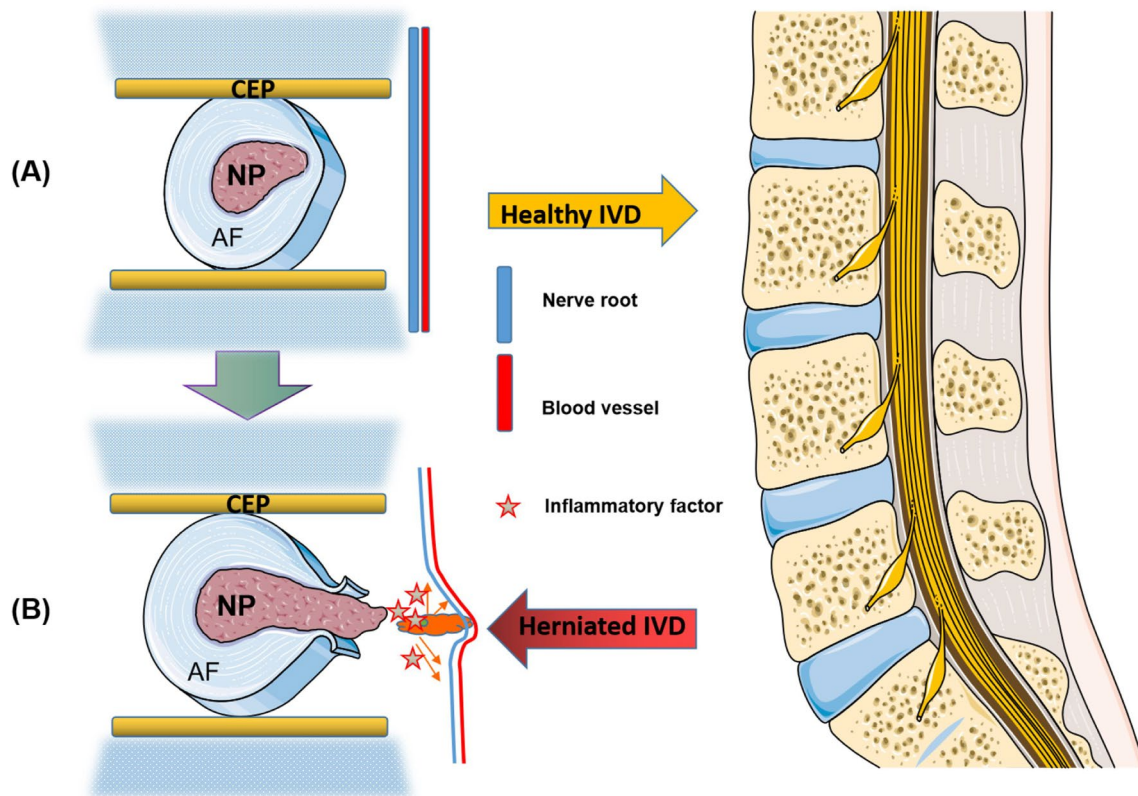 (A)
CEP
NP
AF
Healthy IVD
Nerve root
Blood vessel
Inflammatory factor
(B)
CEP
NP
AF
Herniated IVD